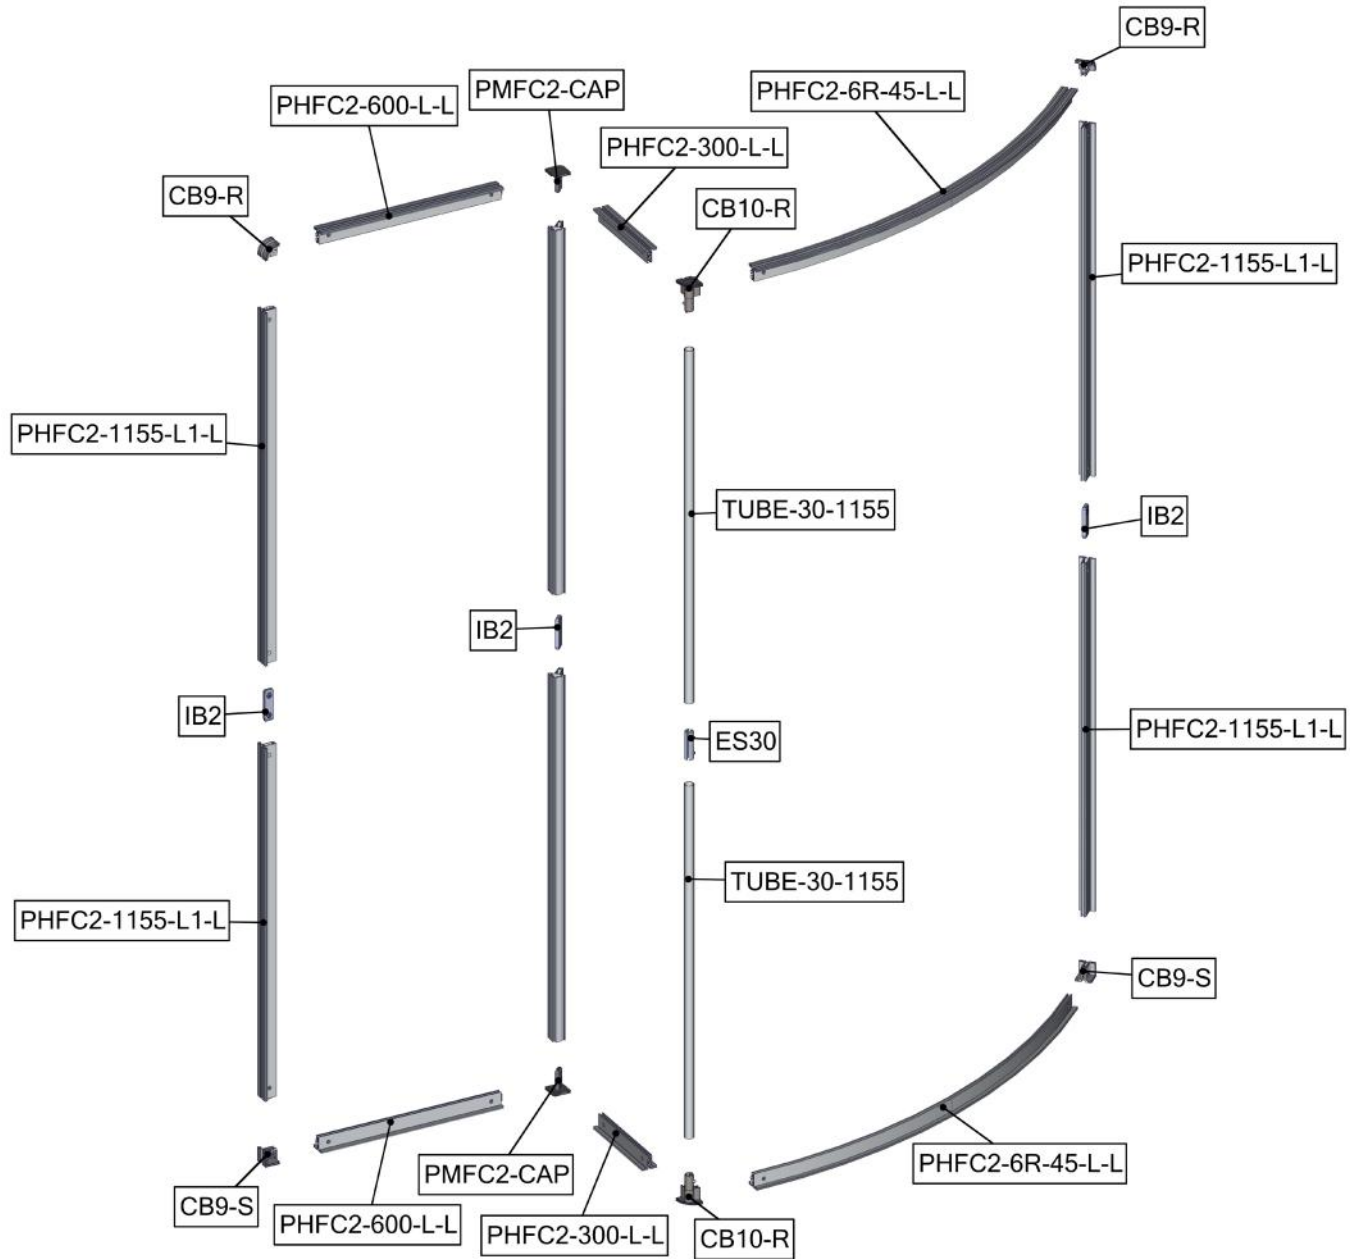 CB9-R
PMFC2-CAP
PHFC2-6R-45-L-L
PHFC2-600-L-L
PHFC2-300-L-L
CB9-R
CB10-R
PHFC2-1155-L1-L
PHFC2-1155-L1-L
TUBE-30-1155
IB2
IB2
IB2
ES30
PHFC2-1155-L1-L
TUBE-30-1155
PHFC2-1155-L1-L
CB9-S
PHFC2-6R-45-L-L
PMFC2-CAP
CB9-S
PHFC2-600-L-L
PHFC2-300-L-L
CB10-R